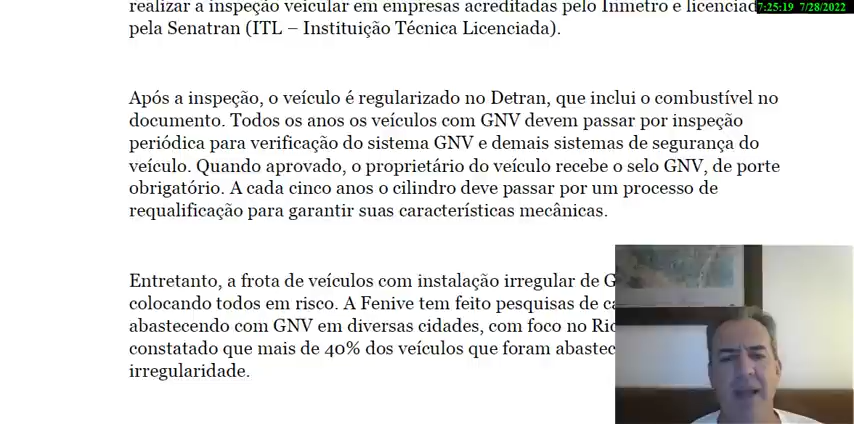 realizar a inspeção veicular em empresas acreditadas pelo Inmetro e licenciad
7:25:19 7/28/2022
pela Senatran (ITL – Instituição Técnica Licenciada).
Após a inspeção, o veículo é regularizado no Detran, que inclui o combustível no
documento. Todos os anos os veículos com GNV devem passar por inspeção
periódica para verificação do sistema GNV e demais sistemas de segurança do
veículo. Quando aprovado, o proprietário do veículo recebe o selo GNV, de porte
obrigatório. A cada cinco anos o cilindro deve passar por um processo de
requalificação para garantir suas características mecânicas.
Entretanto, a frota de veículos com instalação irregular de G
colocando todos em risco. A Fenive tem feito pesquisas de ca
abastecendo com GNV em diversas cidades, com foco no Rio
constatado que mais de 40% dos veículos que foram abastec
irregularidade.